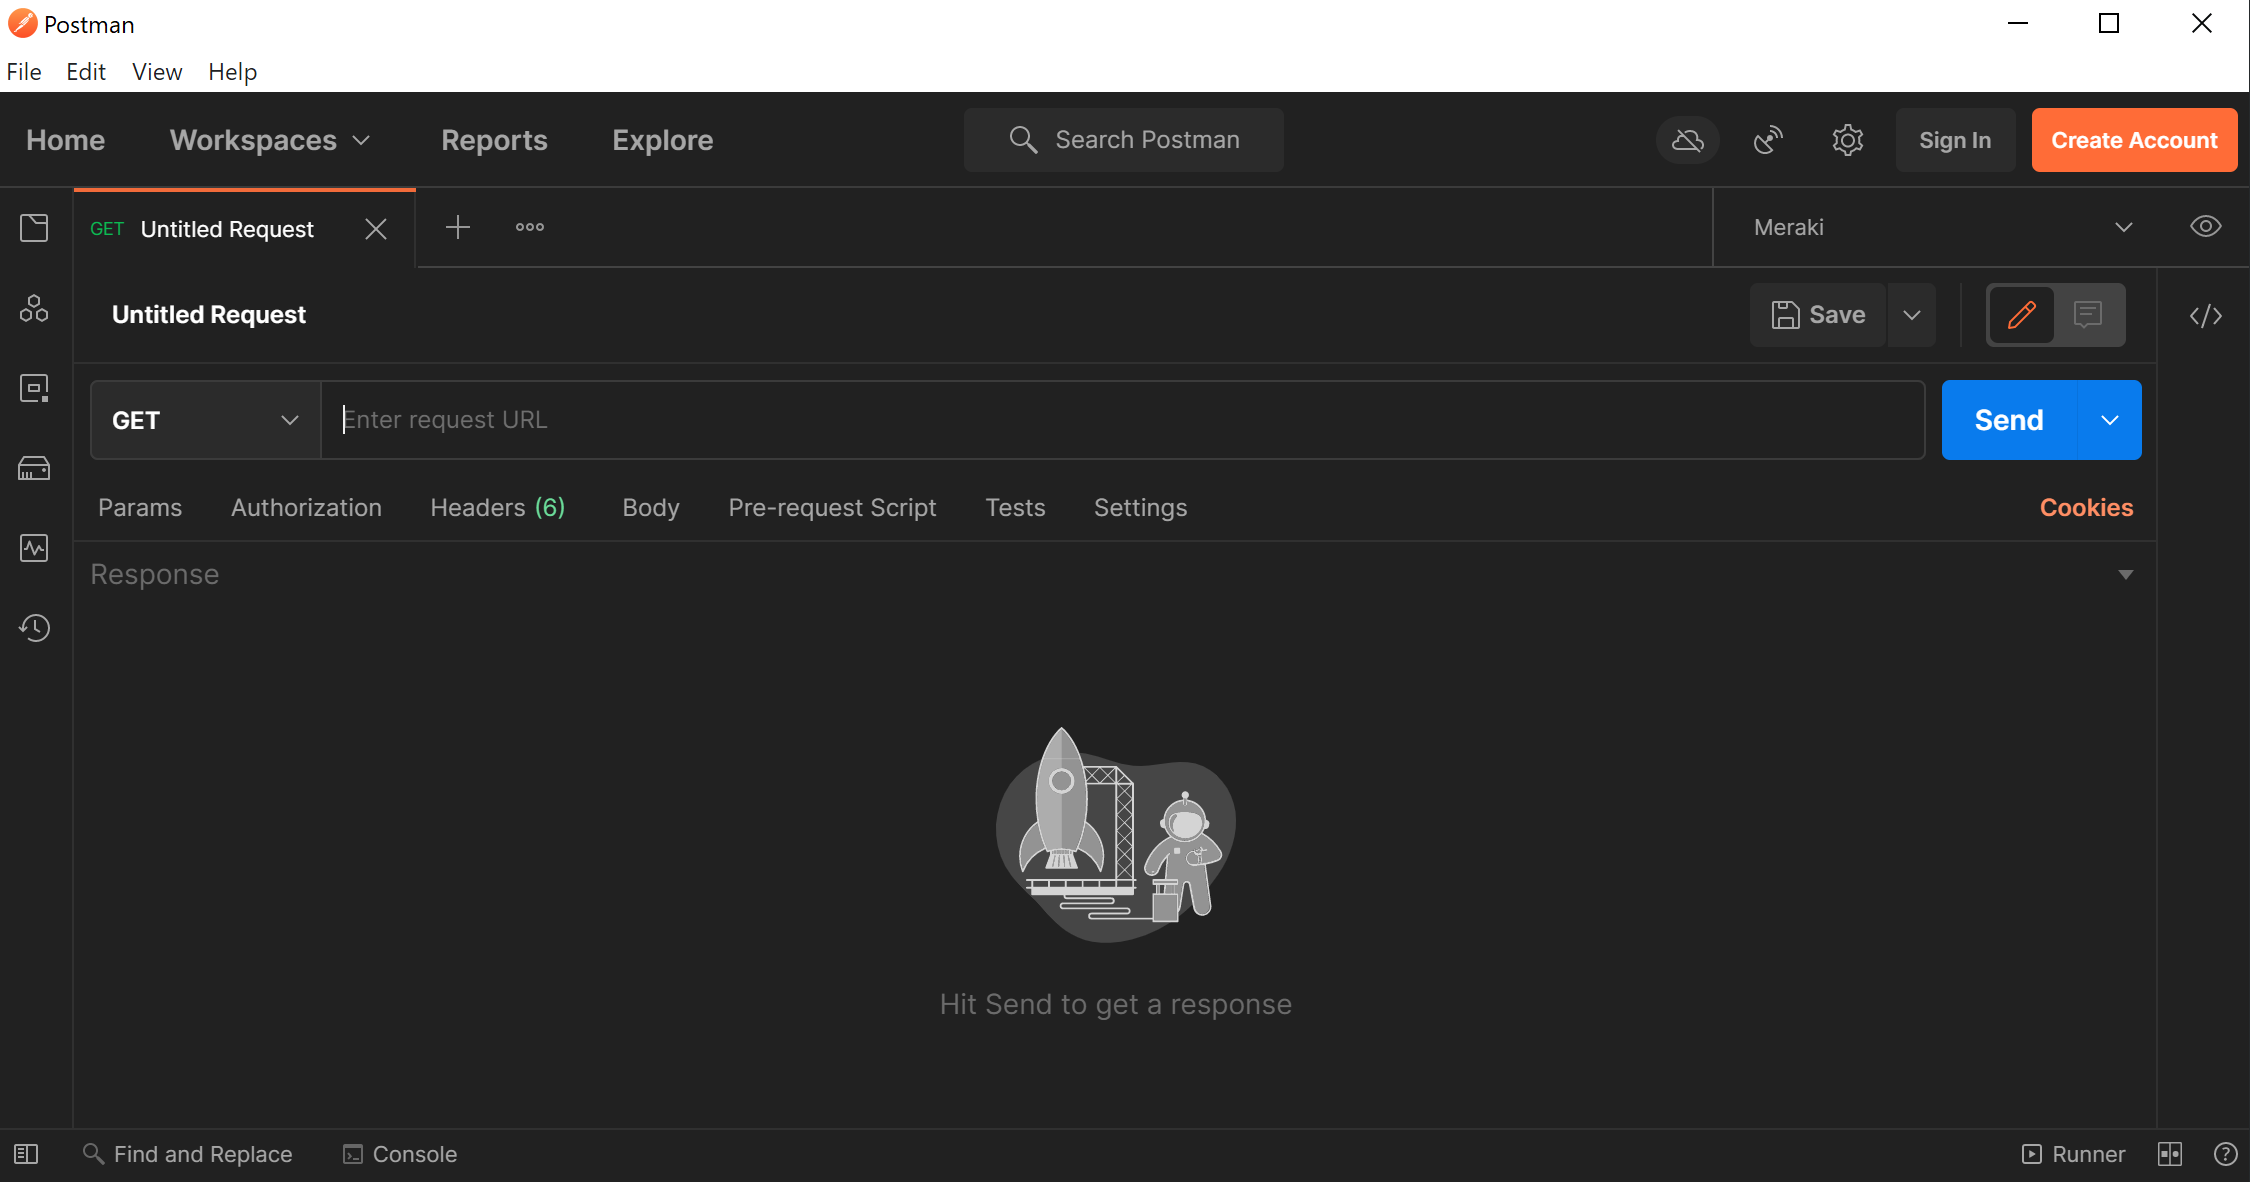 Postman
File Edit View Help
Home Workspaces Reports Explore Search Postman Sign In Create Account
GET Untitled Request Meraki
Untitled Request Save
GET Enter request URL Send
Params Authorization Headers (6) Body Pre-request Script Tests Settings Cookies
Response
Hit Send to get a response
Find and Replace Console Runner